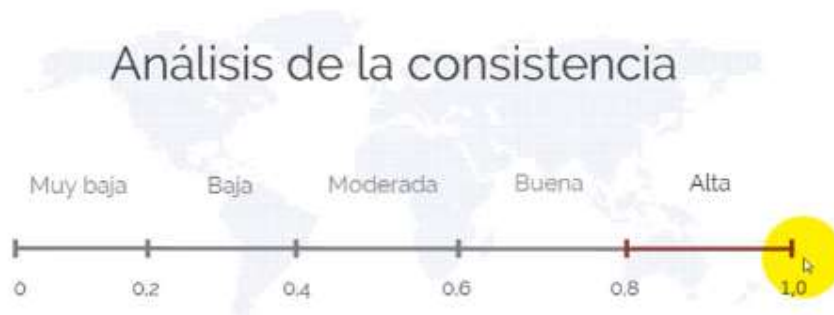 Análisis de la consistencia
Muy baja Baja Moderada Buena Alta
0 0,2 0,4 0,6 0,8 1,0